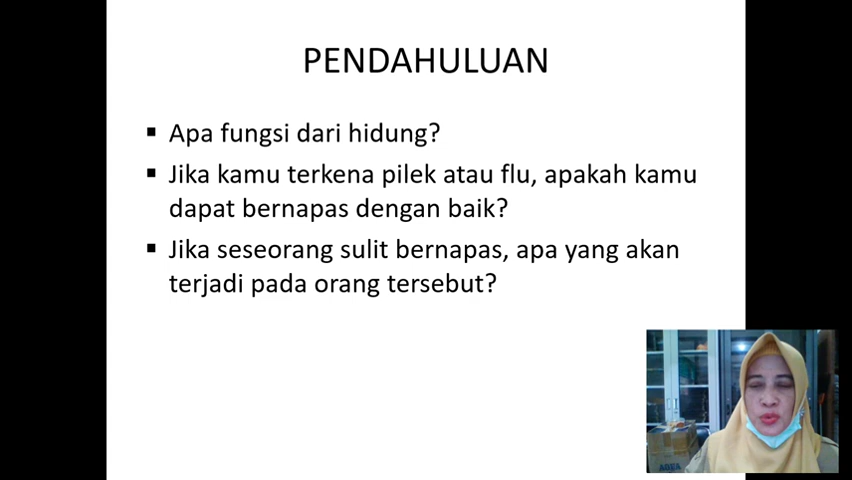 PENDAHULUAN
▪ Apa fungsi dari hidung?
▪ Jika kamu terkena pilek atau flu, apakah kamu
dapat bernapas dengan baik?
▪ Jika seseorang sulit bernapas, apa yang akan
terjadi pada orang tersebut?